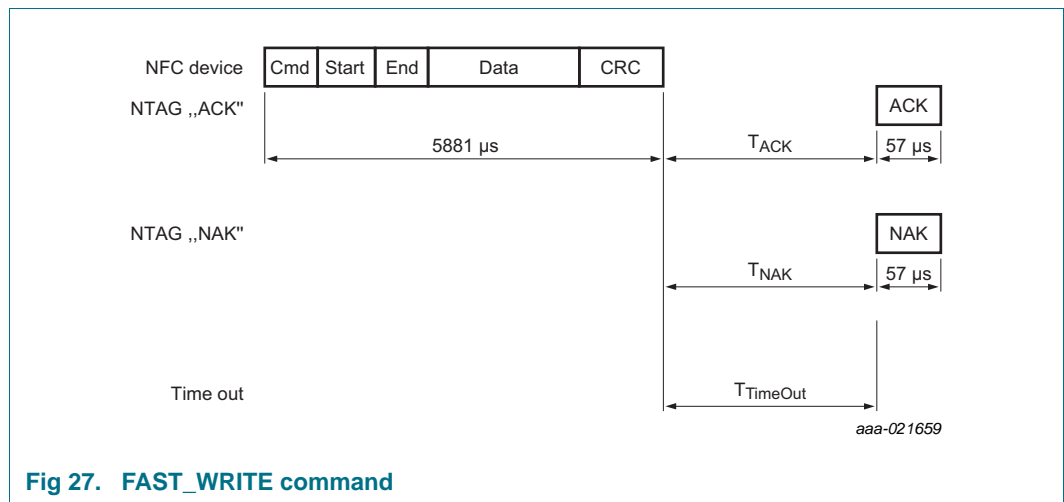 NFC device Cmd Start End Data CRC
NTAG ,,ACK" ACK
5881 µs TACK 57 µs
NTAG ,,NAK" NAK
TNAK 57 µs
Time out TTimeOut
aaa-021659
Fig 27. FAST_WRITE command